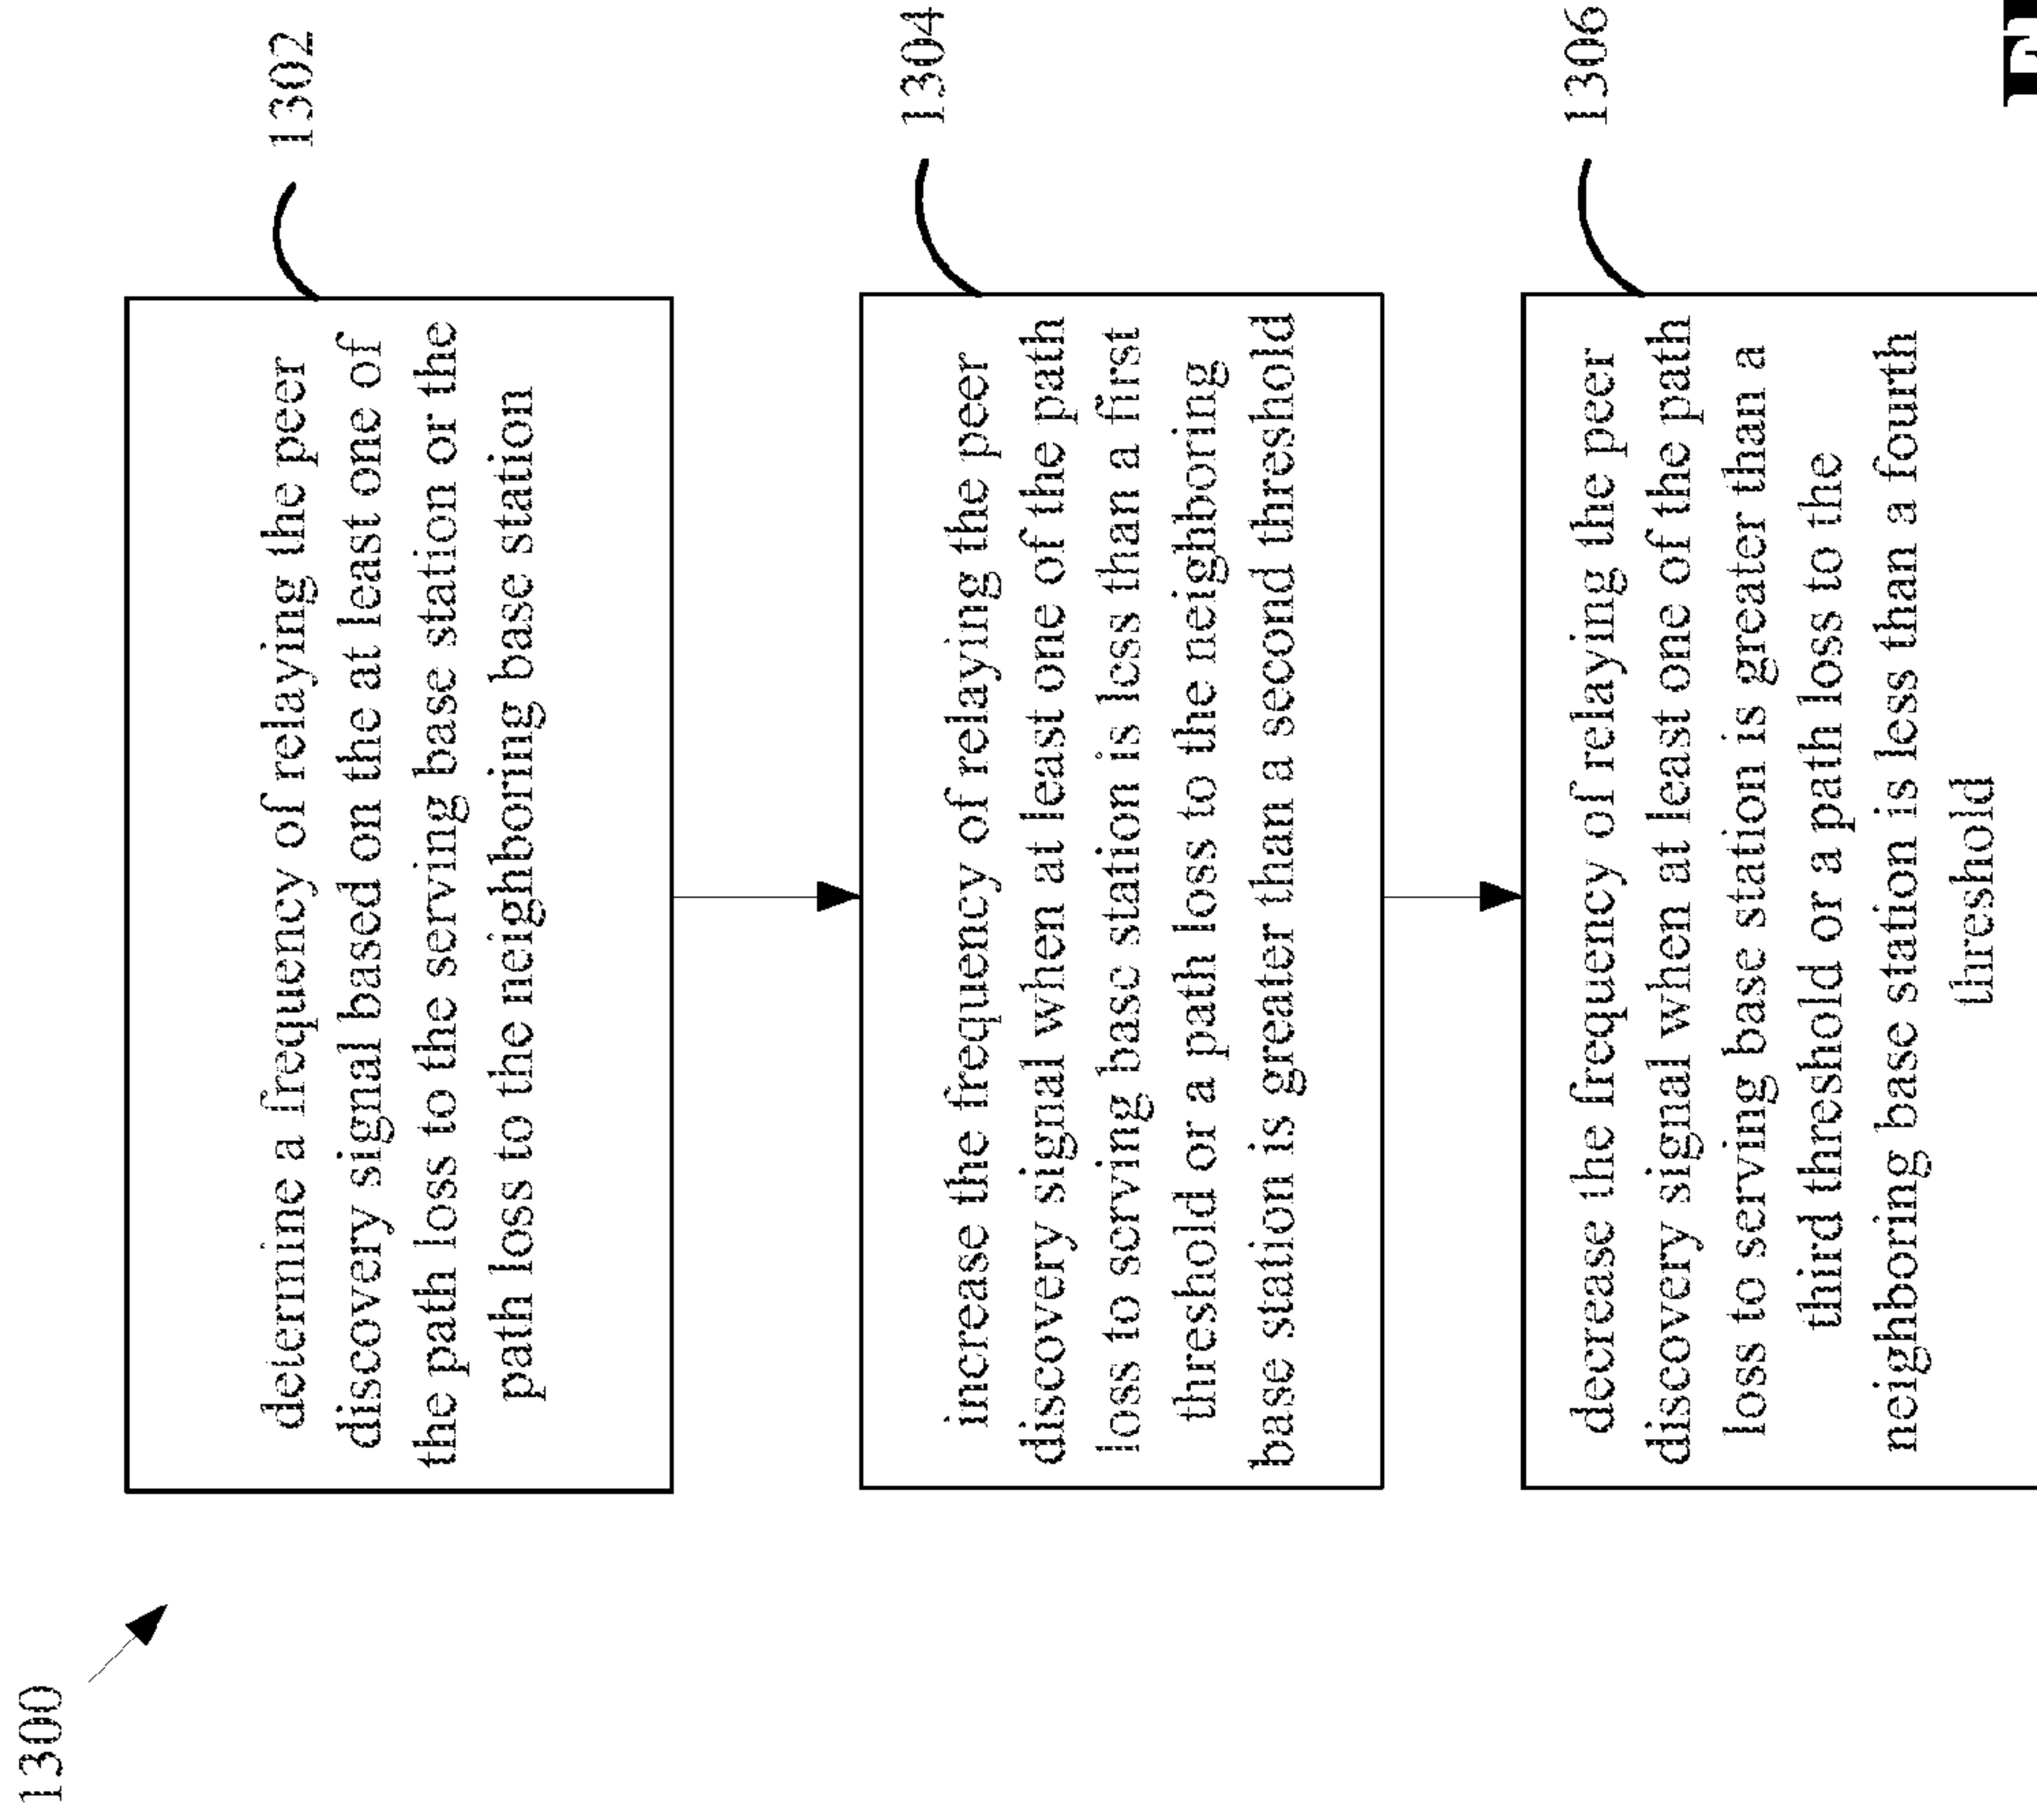 1300
determine a frequency of relaying the peer
discovery signal based on the at least one of
the path loss to the serving base station or the
path loss to the neighboring base station
1302
increase the frequency of relaying the peer
discovery signal when at least one of the path
loss to serving base station is less than a first
threshold or a path loss to the neighboring
base station is greater than a second threshold
1304
decrease the frequency of relaying the peer
discovery signal when at least one of the path
loss to serving base station is greater than a
third threshold or a path loss to the
neighboring base station is less than a fourth
threshold
1306